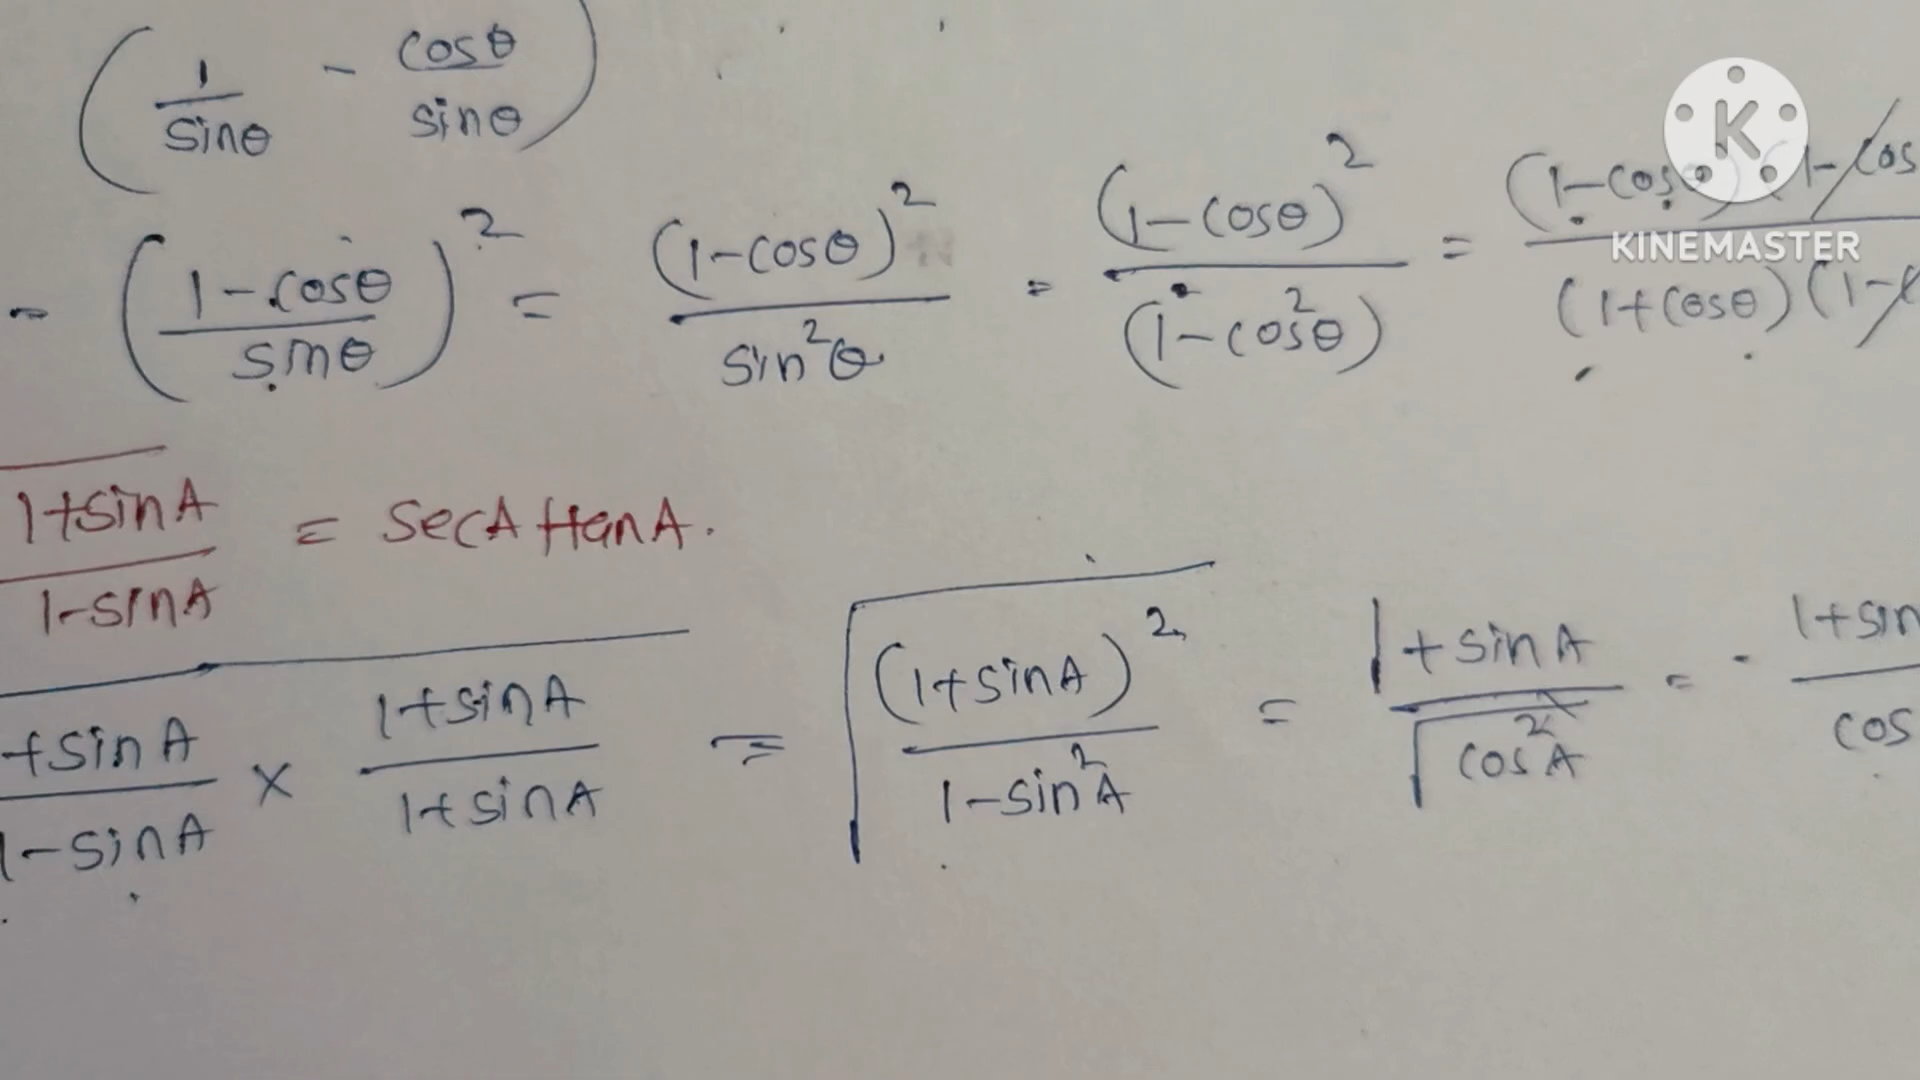 (1/sinθ - cosθ/sinθ)
- ((1-cosθ)/sinθ)² = (1-cosθ)²/sin²θ = (1-cosθ)²/(1-cos²θ) = (1-cosθ)(1-cos/(1+cosθ)(1-
K
KINEMASTER
1+sinA/1-sinA = secA+tanA.
+sinA/1-sinA × 1+sinA/1+sinA = √((1+sinA)²/1-sin²A) = 1+sinA/√cos²A = - 1+sin/cos